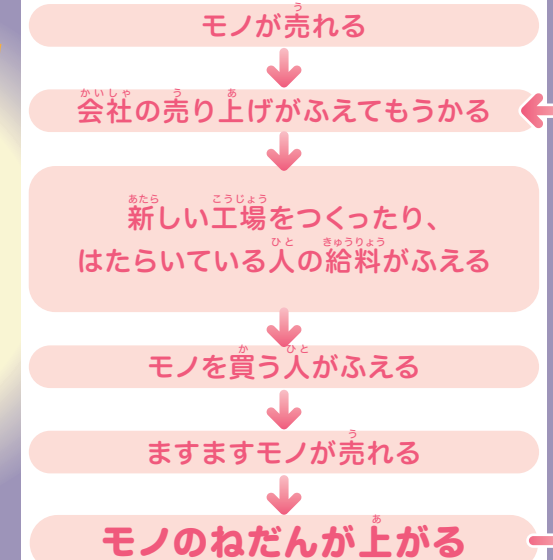 モノが売れる
会社の売り上げがふえてもうかる
新しい工場をつくったり、
はたらいている人の給料がふえる
モノを買う人がふえる
ますますモノが売れる
モノのねだんが上がる